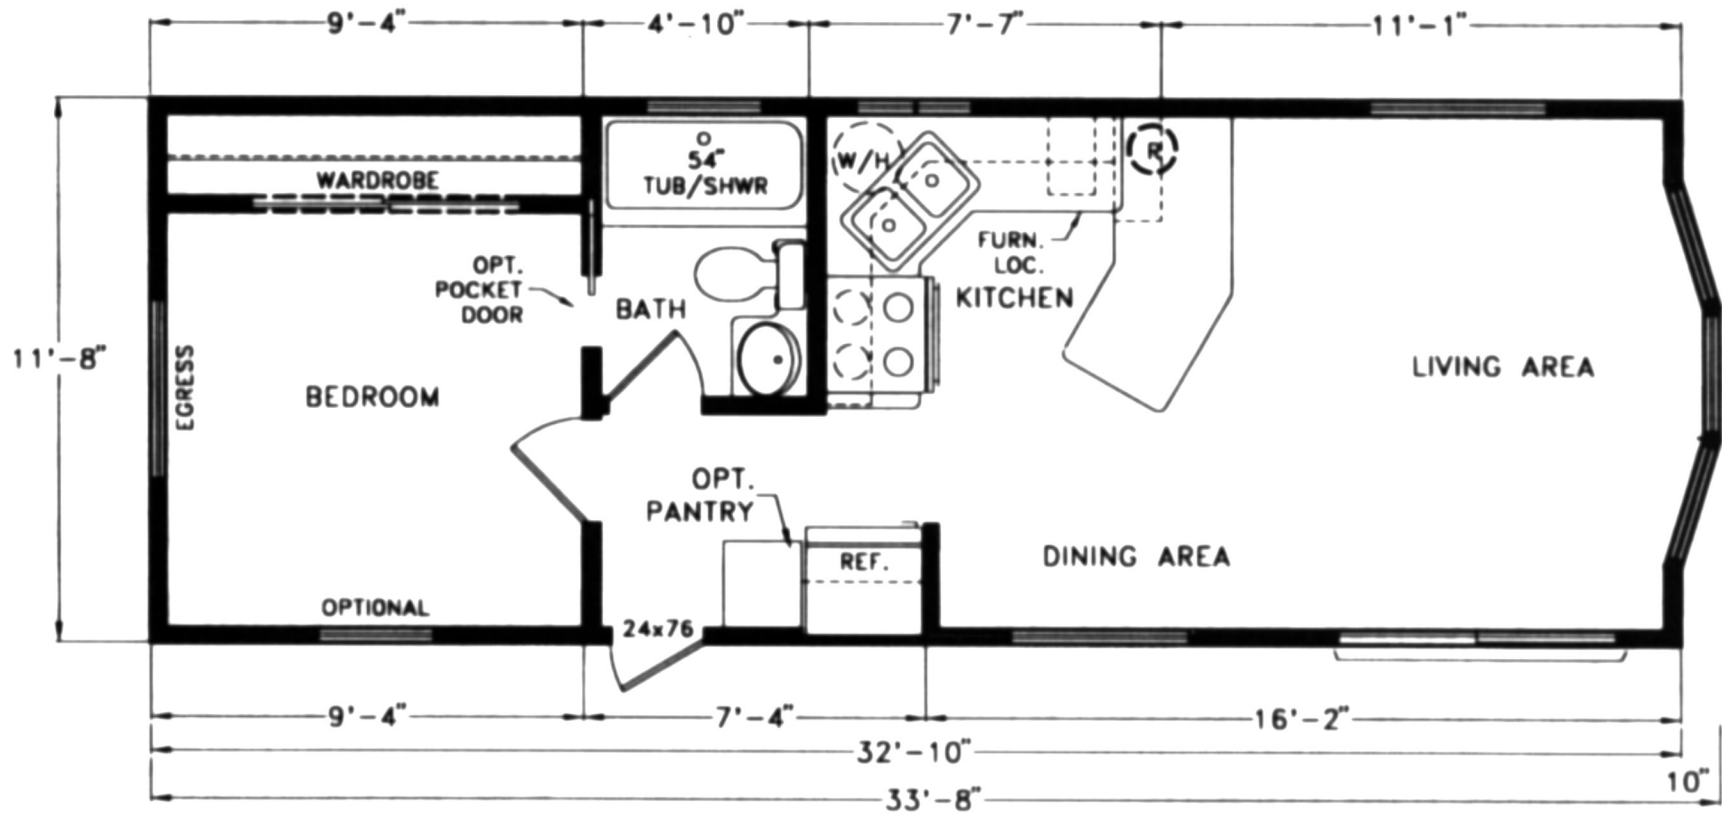 9'-4"
4'-10"
7'-7"
11'-1"
54"
TUB/SHWR
W/H
R
WARDROBE
FURN.
LOC.
OPT.
POCKET
DOOR
BATH
KITCHEN
11'-8"
EGRESS
BEDROOM
LIVING AREA
OPT.
PANTRY
REF.
DINING AREA
OPTIONAL
24x76
9'-4"
7'-4"
16'-2"
32'-10"
10"
33'-8"